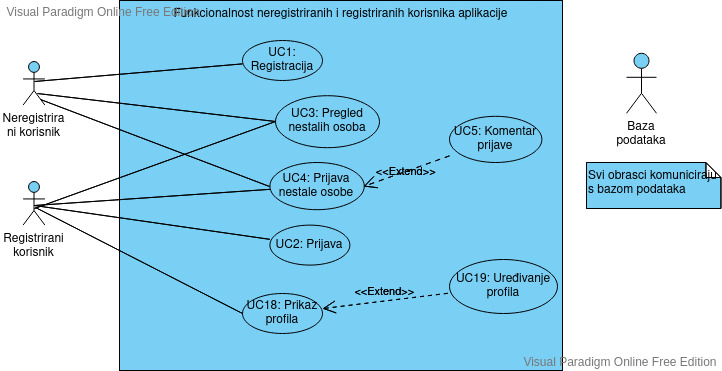 Visual Paradigm Online Free Edition
Funkcionalnost neregistriranih i registriranih korisnika aplikacije
UC1:
Registracija
Neregistrira
ni korisnik
UC3: Pregled
nestalih osoba
UC5: Komentar
prijave
<<Extend>>
UC4: Prijava
nestale osobe
Registrirani
korisnik
UC2: Prijava
UC18: Prikaz
profila
<<Extend>>
UC19: Uređivanje
profila
Baza
podataka
Svi obrasci komuniciraju
s bazom podataka
Visual Paradigm Online Free Edition